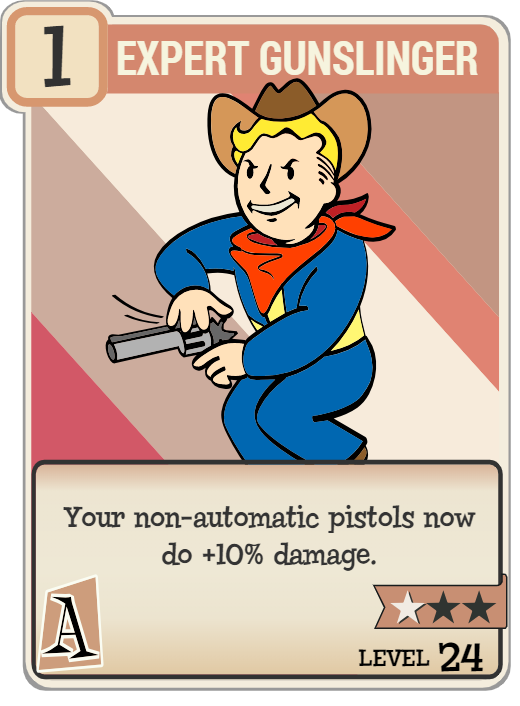 1
EXPERT GUNSLINGER
Your non-automatic pistols now
do +10% damage.
A
LEVEL 24